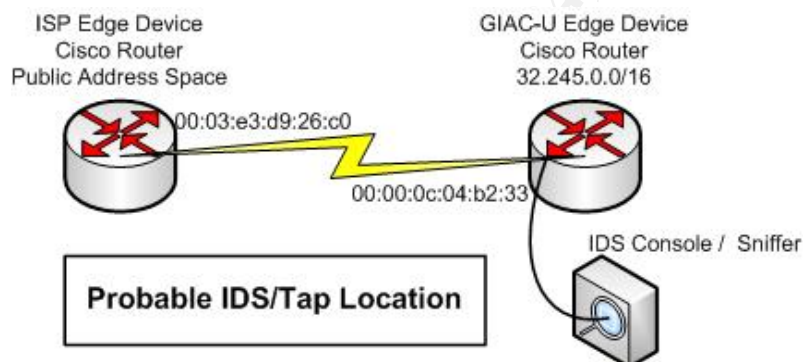 ISP Edge Device
Cisco Router
Public Address Space
GIAC-U Edge Device
Cisco Router
32.245.0.0/16
00:03:e3:d9:26:c0
00:00:0c:04:b2:33
IDS Console / Sniffer
Probable IDS/Tap Location